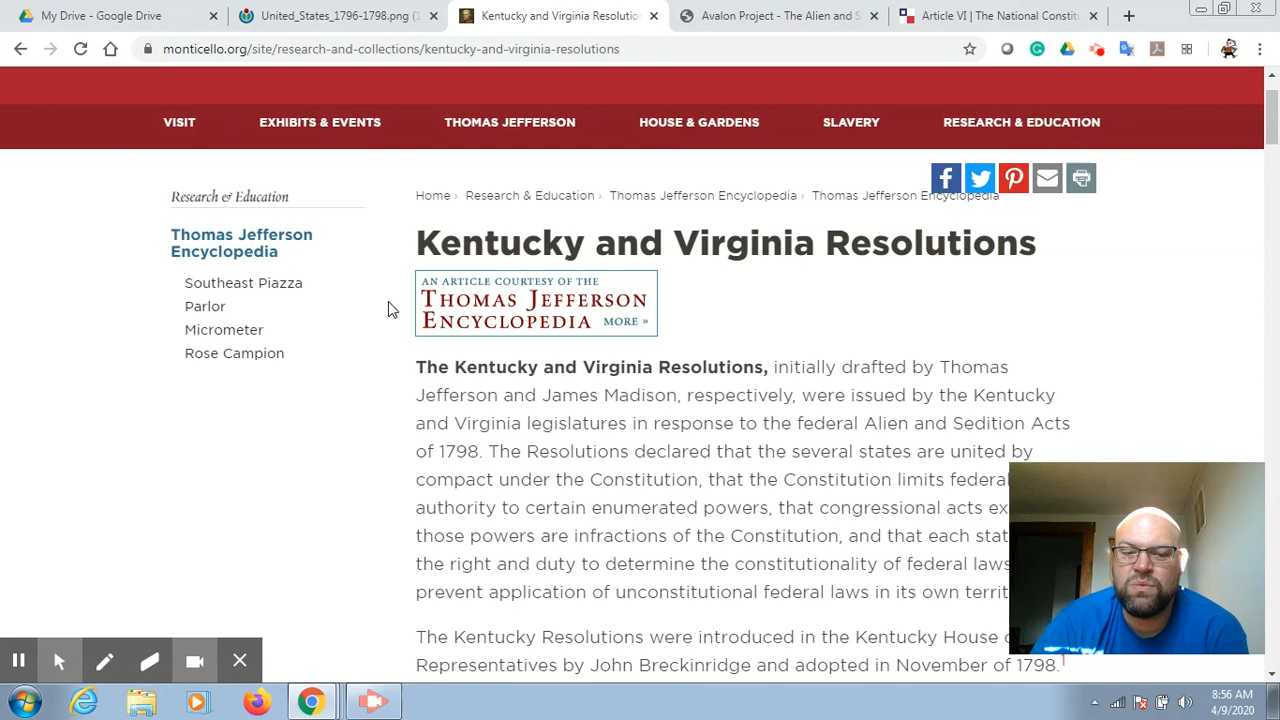 My Drive - Google Drive
United_States_1796-1798.png (
Kentucky and Virginia Resolution
Avalon Project - The Alien and S
Article VI | The National Constit
monticello.org/site/research-and-collections/kentucky-and-virginia-resolutions
VISIT
EXHIBITS & EVENTS
THOMAS JEFFERSON
HOUSE & GARDENS
SLAVERY
RESEARCH & EDUCATION
Research & Education
Home › Research & Education › Thomas Jefferson Encyclopedia › Thomas Jefferson Encyclopedia
Thomas Jefferson
Encyclopedia
Southeast Piazza
Parlor
Micrometer
Rose Campion
Kentucky and Virginia Resolutions
AN ARTICLE COURTESY OF THE
THOMAS JEFFERSON
ENCYCLOPEDIA MORE »
The Kentucky and Virginia Resolutions, initially drafted by Thomas
Jefferson and James Madison, respectively, were issued by the Kentucky
and Virginia legislatures in response to the federal Alien and Sedition Acts
of 1798. The Resolutions declared that the several states are united by
compact under the Constitution, that the Constitution limits federal
authority to certain enumerated powers, that congressional acts ex
those powers are infractions of the Constitution, and that each stat
the right and duty to determine the constitutionality of federal laws
prevent application of unconstitutional federal laws in its own territ
The Kentucky Resolutions were introduced in the Kentucky House o
Representatives by John Breckinridge and adopted in November of 1798.1
8:56 AM
4/9/2020